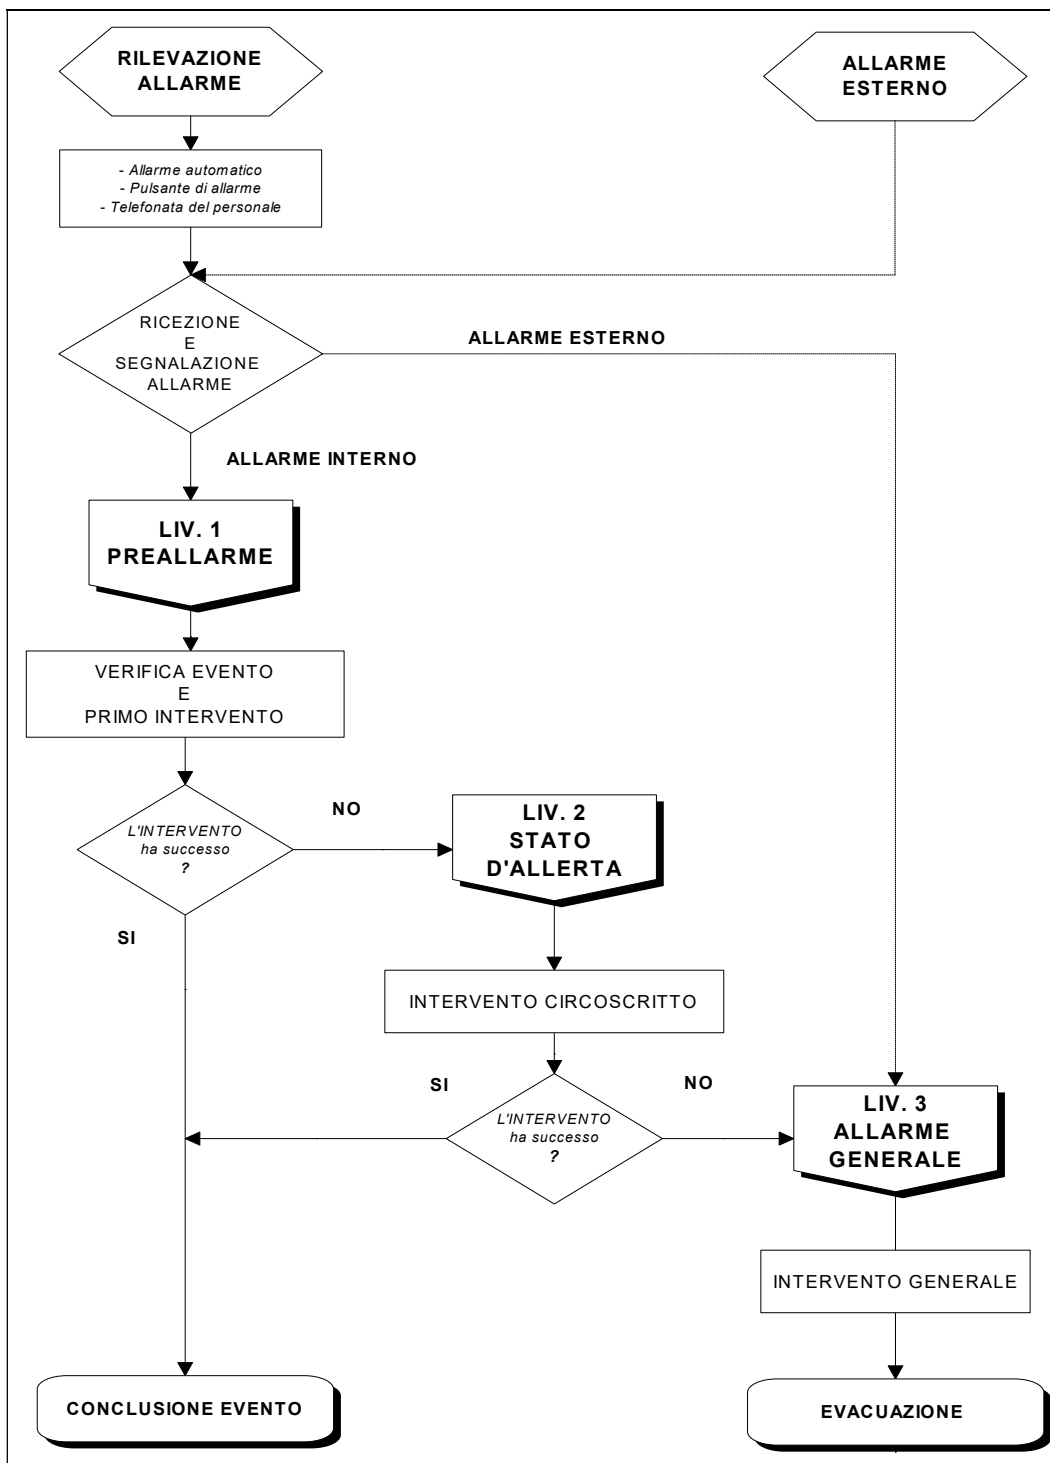 RILEVAZIONE
ALLARME
ALLARME
ESTERNO
- Allarme automatico
- Pulsante di allarme
- Telefonata del personale
RICEZIONE
E
SEGNALAZIONE
ALLARME
ALLARME ESTERNO
ALLARME INTERNO
LIV. 1
PREALLARME
VERIFICA EVENTO
E
PRIMO INTERVENTO
L'INTERVENTO
ha successo
?
NO
SI
LIV. 2
STATO
D'ALLERTA
INTERVENTO CIRCOSCRITTO
SI
NO
L'INTERVENTO
ha successo
?
LIV. 3
ALLARME
GENERALE
INTERVENTO GENERALE
CONCLUSIONE EVENTO
EVACUAZIONE